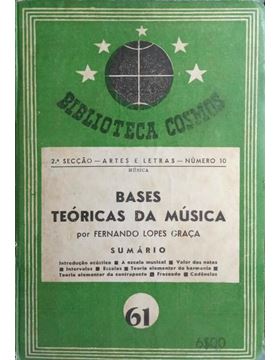 BIBLIOTECA COSMOS
2.ª SECÇÃO — ARTES E LETRAS — NÚMERO 10
MÚSICA
BASES
TEÓRICAS DA MÚSICA
por FERNANDO LOPES GRAÇA
SUMÁRIO
Introdução acústica • A escala musical • Valor das notas
Intervalos • Escalas • Teoria elementar da harmonia •
Teoria elementar do contraponto • Fraseado • Cadências
61
6$00